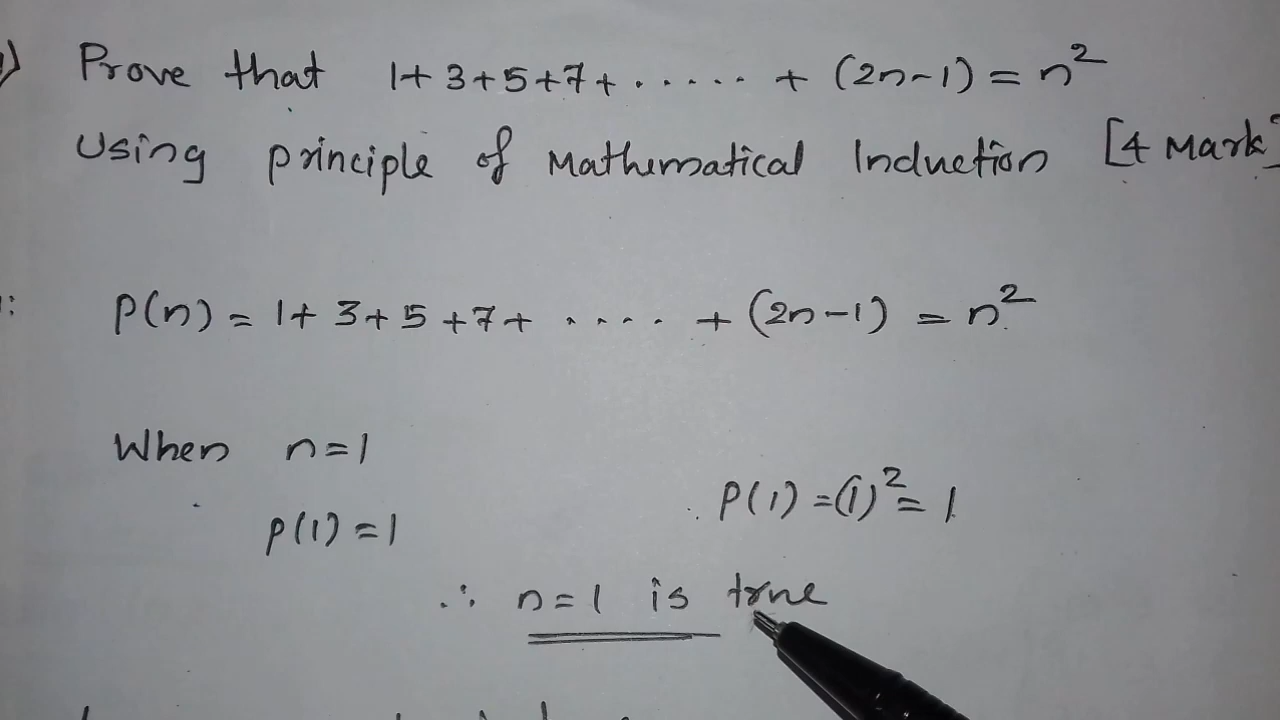 Prove that 1+3+5+7+.....+(2n-1)=n²
Using principle of Mathematical Induction [4 Mark]
P(n)=1+3+5+7+....+(2n-1)=n²
When n=1
P(1)=1 P(1)=(1)²=1
∴ n=1 is true